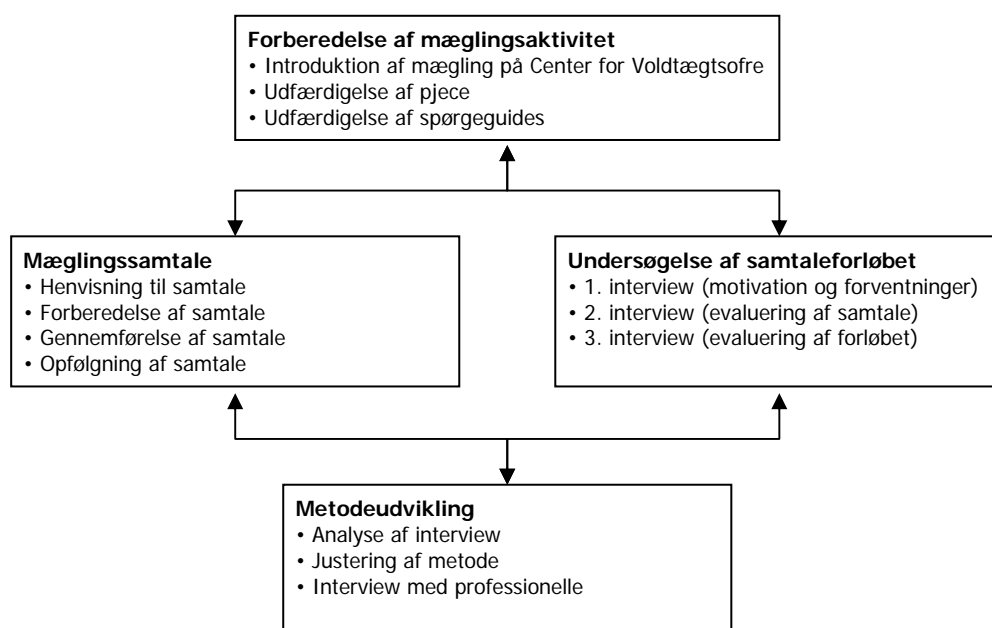 Forberedelse af mæglingsaktivitet
• Introduktion af mægling på Center for Voldtægtsofre
• Udfærdigelse af pjece
• Udfærdigelse af spørgeguides
Mæglingssamtale
• Henvisning til samtale
• Forberedelse af samtale
• Gennemførelse af samtale
• Opfølgning af samtale
Undersøgelse af samtaleforløbet
• 1. interview (motivation og forventninger)
• 2. interview (evaluering af samtale)
• 3. interview (evaluering af forløbet)
Metodeudvikling
• Analyse af interview
• Justering af metode
• Interview med professionelle